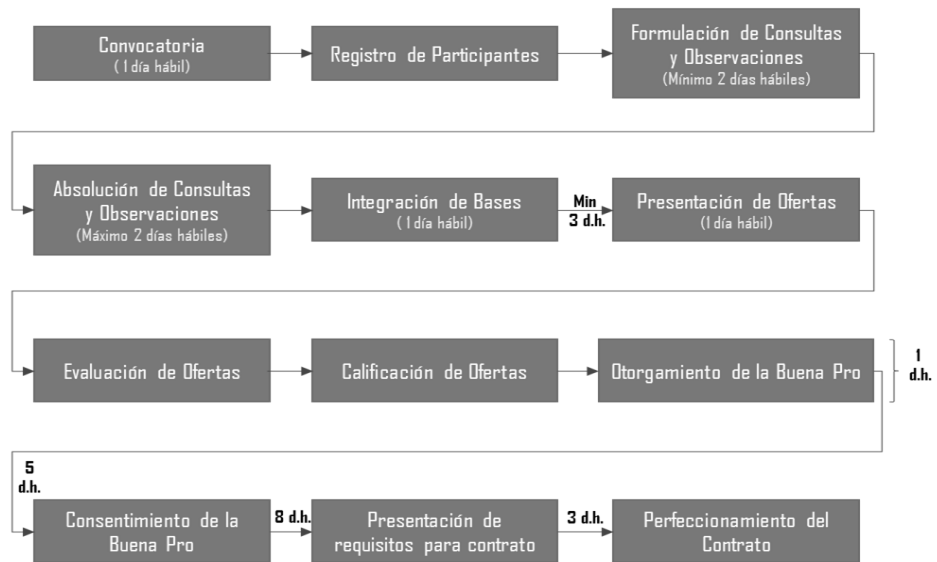 Convocatoria
(1 día hábil)
Registro de Participantes
Formulación de Consultas
y Observaciones
(Mínimo 2 días hábiles)
Absolución de Consultas
y Observaciones
(Máximo 2 días hábiles)
Integración de Bases
(1 día hábil)
Min
3 d.h.
Presentación de Ofertas
(1 día hábil)
Evaluación de Ofertas
Calificación de Ofertas
Otorgamiento de la Buena Pro
1
d.h.
5
d.h.
Consentimiento de la
Buena Pro
8 d.h.
Presentación de
requisitos para contrato
3 d.h.
Perfeccionamiento del
Contrato